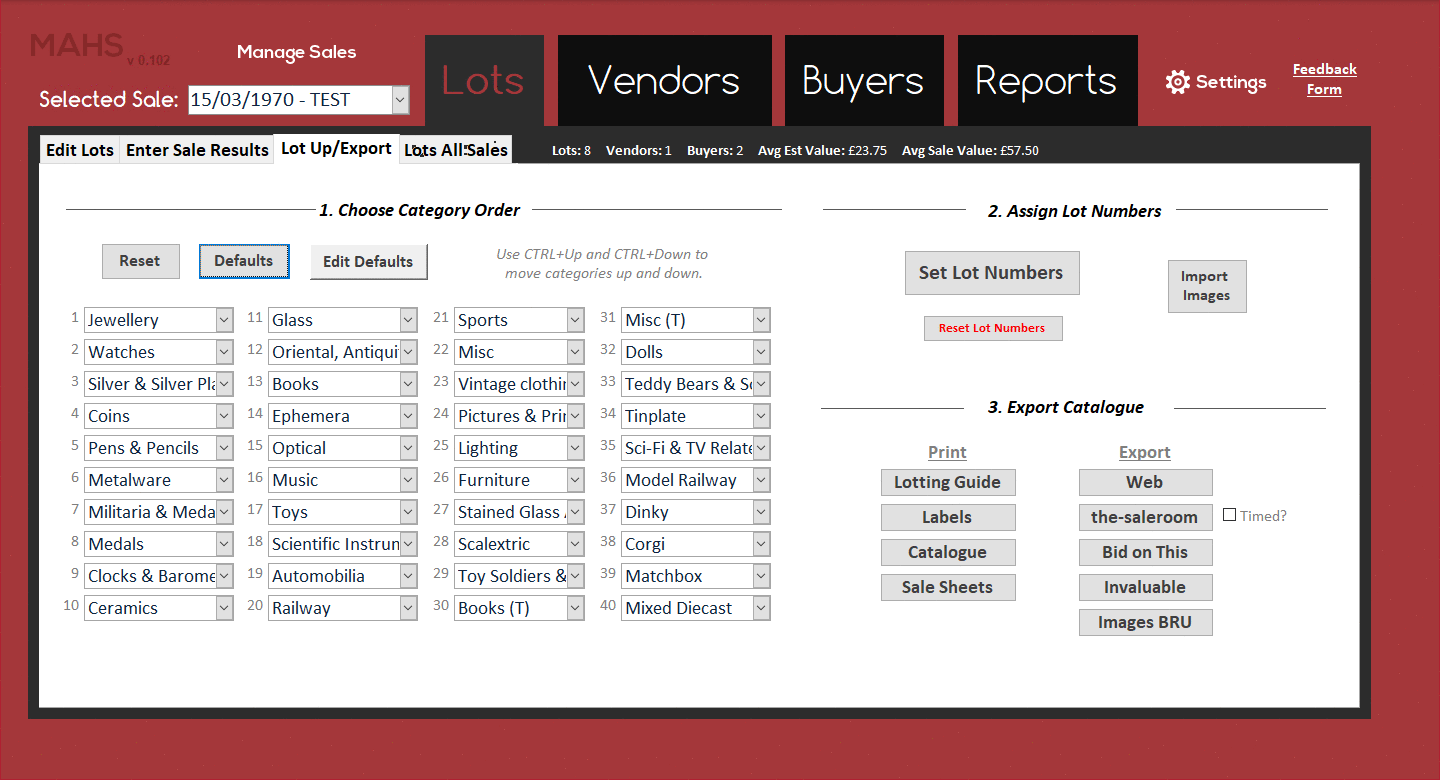 MAHS
v 0.102
Manage Sales
Selected Sale: 15/03/1970 - TEST
Lots
Vendors
Buyers
Reports
Settings
Feedback
Form
Edit Lots
Enter Sale Results
Lot Up/Export
Lots All Sales
Lots: 8 Vendors: 1 Buyers: 2 Avg Est Value: £23.75 Avg Sale Value: £57.50
1. Choose Category Order
Reset
Defaults
Edit Defaults
Use CTRL+Up and CTRL+Down to
move categories up and down.
1 Jewellery
2 Watches
3 Silver & Silver Pla
4 Coins
5 Pens & Pencils
6 Metalware
7 Militaria & Meda
8 Medals
9 Clocks & Barome
10 Ceramics
11 Glass
12 Oriental, Antiqui
13 Books
14 Ephemera
15 Optical
16 Music
17 Toys
18 Scientific Instrun
19 Automobilia
20 Railway
21 Sports
22 Misc
23 Vintage clothin
24 Pictures & Prin
25 Lighting
26 Furniture
27 Stained Glass
28 Scalextric
29 Toy Soldiers &
30 Books (T)
31 Misc (T)
32 Dolls
33 Teddy Bears & So
34 Tinplate
35 Sci-Fi & TV Relate
36 Model Railway
37 Dinky
38 Corgi
39 Matchbox
40 Mixed Diecast
2. Assign Lot Numbers
Set Lot Numbers
Reset Lot Numbers
Import
Images
3. Export Catalogue
Print
Lotting Guide
Labels
Catalogue
Sale Sheets
Export
Web
the-saleroom
Timed?
Bid on This
Invaluable
Images BRU